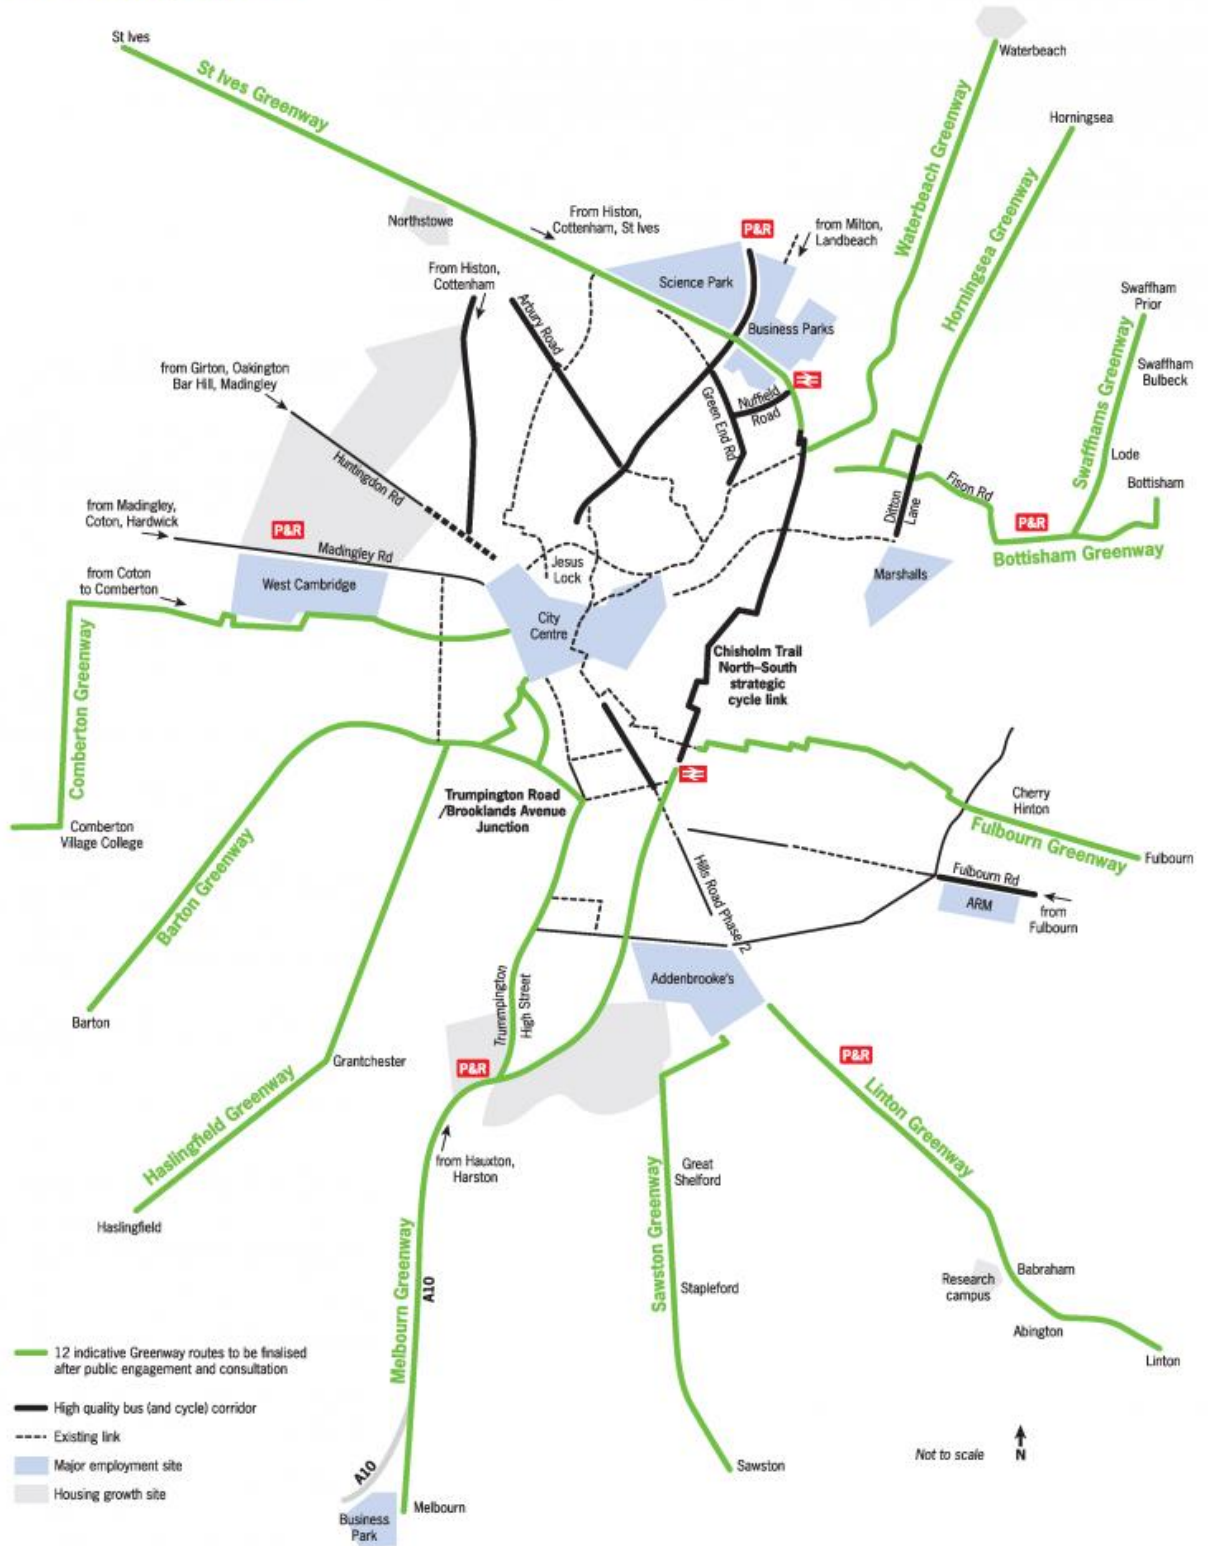 St Ives
St Ives Greenway
Waterbeach
Waterbeach Greenway
Horningsea
Horningsea Greenway
Northstowe
From Histon,
Cottenham, St Ives
P&R
from Milton,
Landbeach
Science Park
Business Parks
From Histon,
Cottenham
Arbury Road
Swaffham
Prior
Swaffhams Greenway
Swaffham
Bulbeck
from Girton, Oakington
Bar Hill, Madingley
Green End Rd
Nuffield
Road
Huntingdon Rd
Lode
Bottisham
Fison Rd
Ditton
Lane
P&R
Bottisham Greenway
from Madingley,
Coton, Hardwick
P&R
Madingley Rd
West Cambridge
Jesus
Lock
Marshalls
from Coton
to Comberton
City
Centre
Comberton Greenway
Chisholm Trail
North–South
strategic
cycle link
Trumpington Road
/Brooklands Avenue
Junction
Comberton
Village College
Cherry
Hinton
Fulbourn Greenway
Fulbourn
Barton Greenway
Hills Road Phase 2
Fulbourn Rd
ARM
from
Fulbourn
Addenbrooke's
Trummpington
High Street
Barton
Grantchester
P&R
P&R
Haslingfield Greenway
Linton Greenway
from Hauxton,
Harston
Great
Shelford
Sawston Greenway
Haslingfield
Melbourn Greenway
A10
Stapleford
Research
campus
Babraham
Abington
Linton
12 indicative Greenway routes to be finalised
after public engagement and consultation
High quality bus (and cycle) corridor
Existing link
Major employment site
Housing growth site
A10
Business
Park
Melbourn
Sawston
Not to scale
N